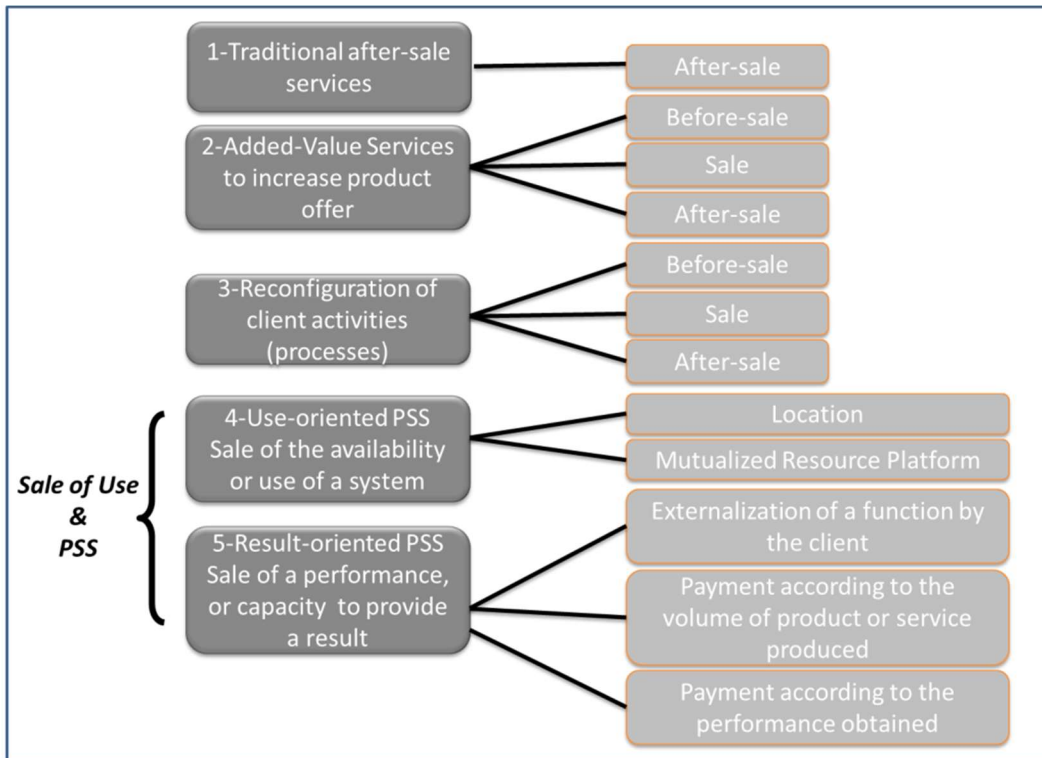 1-Traditional after-sale
services
After-sale
2-Added-Value Services
to increase product
offer
Before-sale
Sale
After-sale
3-Reconfiguration of
client activities
(processes)
Before-sale
Sale
After-sale
Sale of Use
&
PSS
4-Use-oriented PSS
Sale of the availability
or use of a system
Location
Mutualized Resource Platform
5-Result-oriented PSS
Sale of a performance,
or capacity to provide
a result
Externalization of a function by
the client
Payment according to the
volume of product or service
produced
Payment according to the
performance obtained